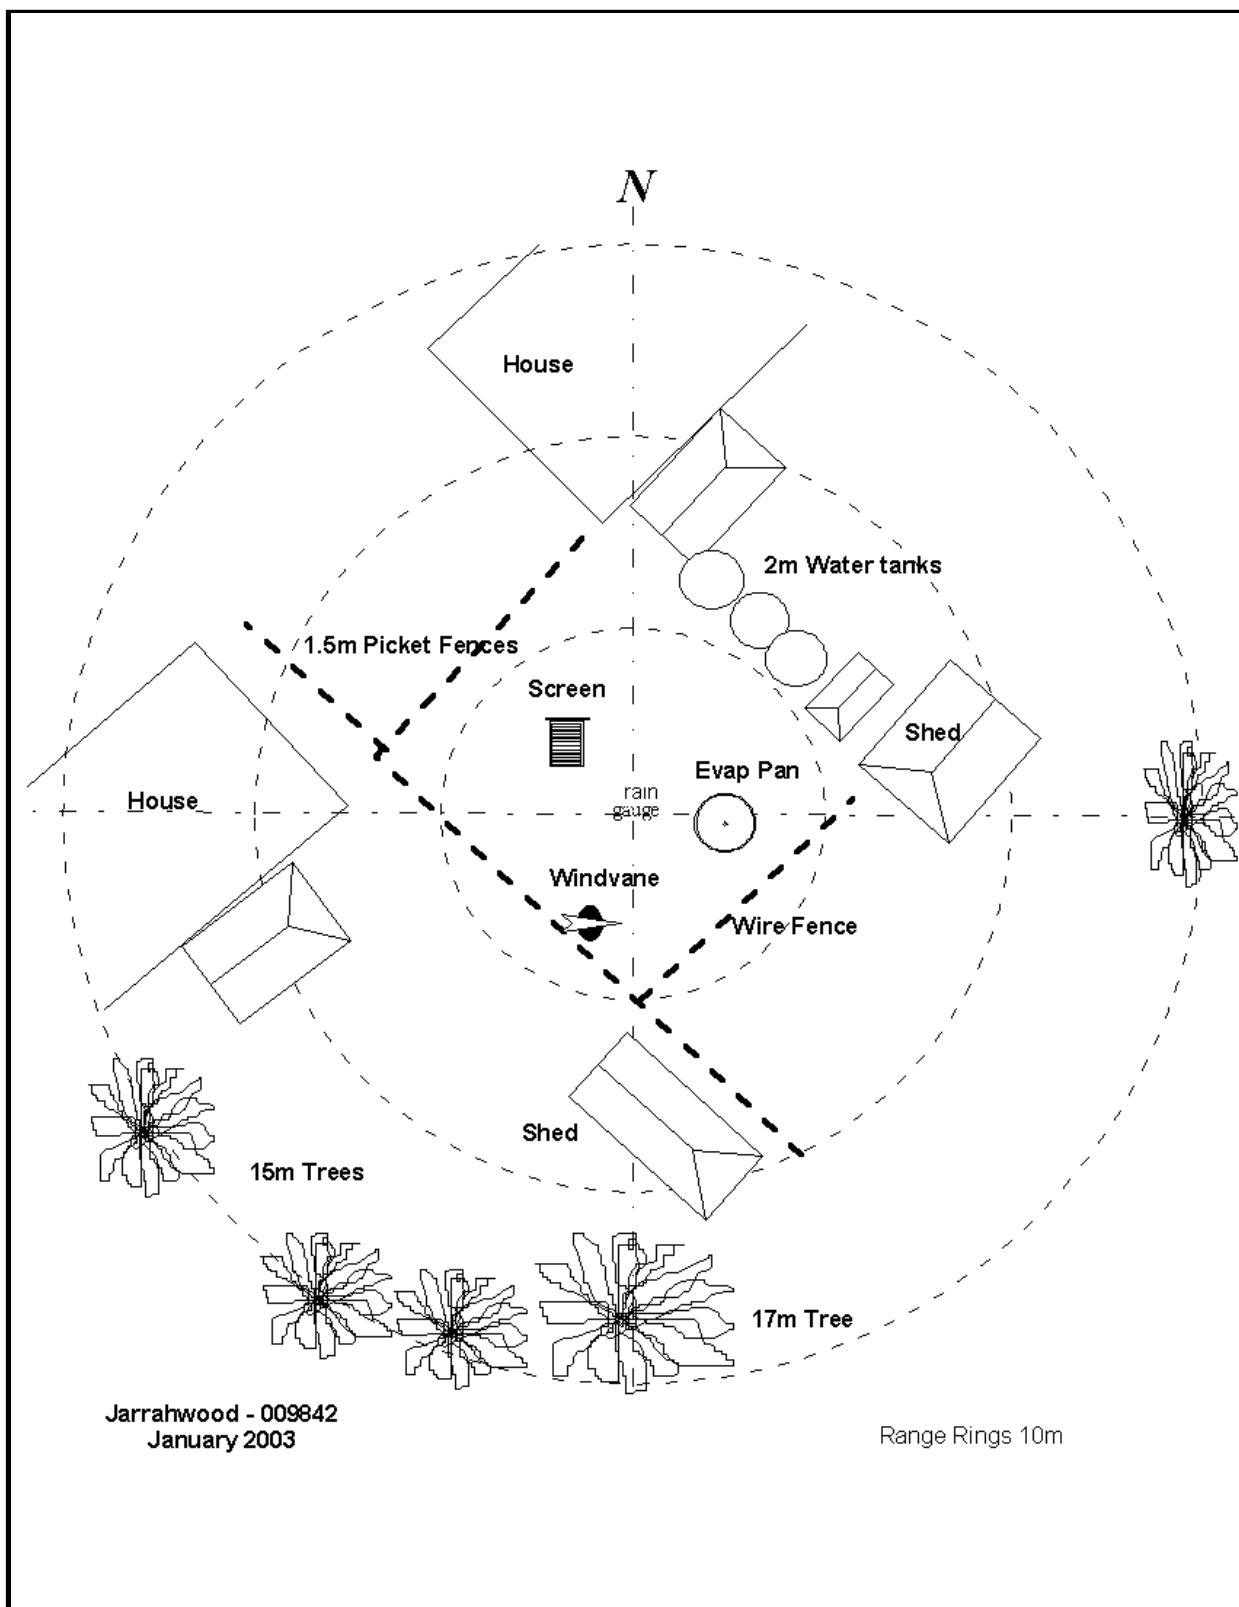 N
House
2m Water tanks
1.5m Picket Fences
Screen
Shed
Evap Pan
rain
gauge
House
Windvane
Wire Fence
Shed
15m Trees
17m Tree
Jarrahwood - 009842
January 2003
Range Rings 10m